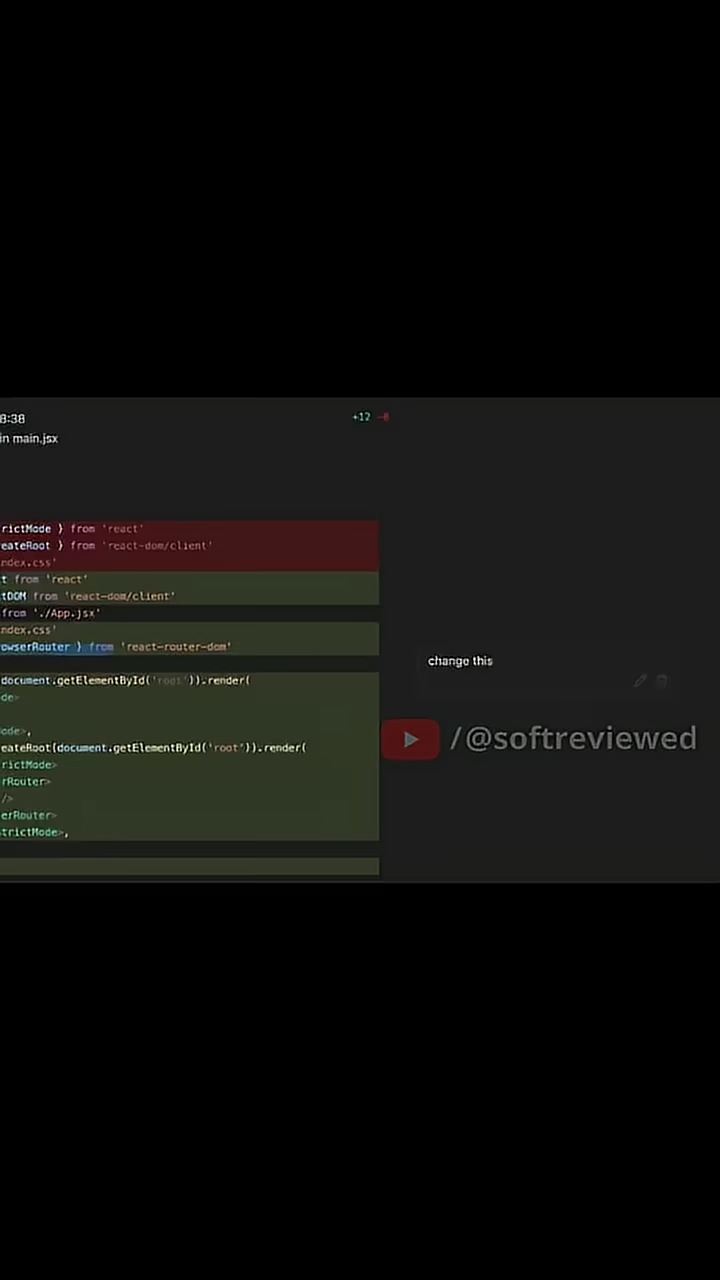 8:38
+12 -8
in main.jsx
rictMode } from 'react'
eateRoot } from 'react-dom/client'
ndex.css'
t from 'react'
tDOM from 'react-dom/client'
from './App.jsx'
ndex.css'
owserRouter } from 'react-router-dom'
change this
document.getElementById('root')).render(
ode>
/@softreviewed
ode>,
eateRoot(document.getElementById('root').render(
rictMode>
rRouter>
/>
erRouter>
trictMode>,